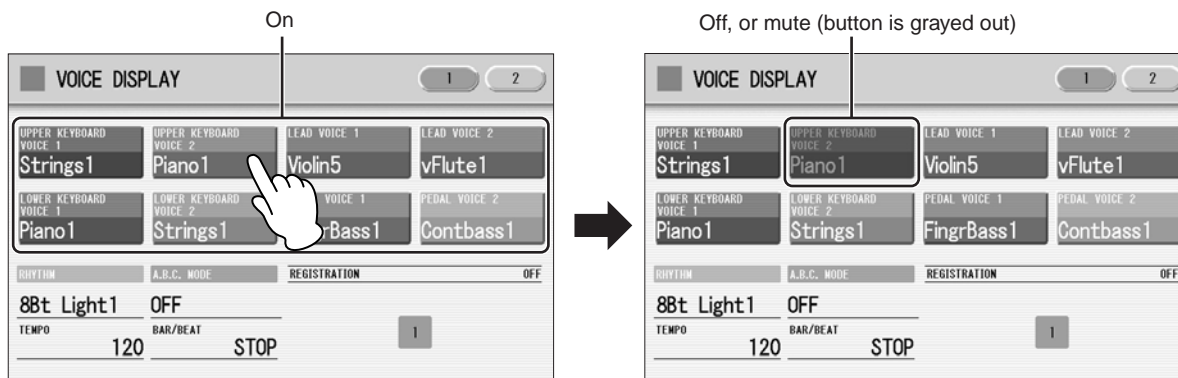 On
Off, or mute (button is grayed out)
VOICE DISPLAY
1
2
UPPER KEYBOARD
VOICE 1
Strings1
UPPER KEYBOARD
VOICE 2
Piano1
LEAD VOICE 1
Violin5
LEAD VOICE 2
vFlute1
LOWER KEYBOARD
VOICE 1
Piano1
LOWER KEYBOARD
VOICE 2
Strings1
VOICE 1
rBass1
PEDAL VOICE 2
Contbass1
RHYTHM
8Bt Light1
A.B.C. MODE
OFF
REGISTRATION OFF
TEMPO
120
BAR/BEAT
STOP
1
VOICE DISPLAY
1
2
UPPER KEYBOARD
VOICE 1
Strings1
UPPER KEYBOARD
VOICE 2
Piano1
LEAD VOICE 1
Violin5
LEAD VOICE 2
vFlute1
LOWER KEYBOARD
VOICE 1
Piano1
LOWER KEYBOARD
VOICE 2
Strings1
PEDAL VOICE 1
FingrBass1
PEDAL VOICE 2
Contbass1
RHYTHM
8Bt Light1
A.B.C. MODE
OFF
REGISTRATION OFF
TEMPO
120
BAR/BEAT
STOP
1